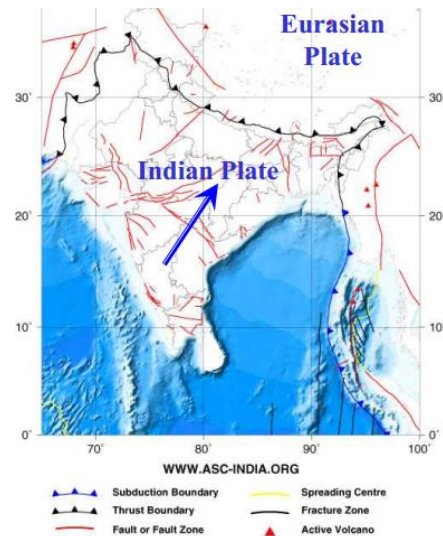 Eurasian
Plate
Indian Plate
30°
20°
10°
0°
30°
20°
10°
0°
70°
80°
90°
100°
WWW.ASC-INDIA.ORG
Subduction Boundary
Spreading Centre
Thrust Boundary
Fracture Zone
Fault or Fault Zone
Active Volcano